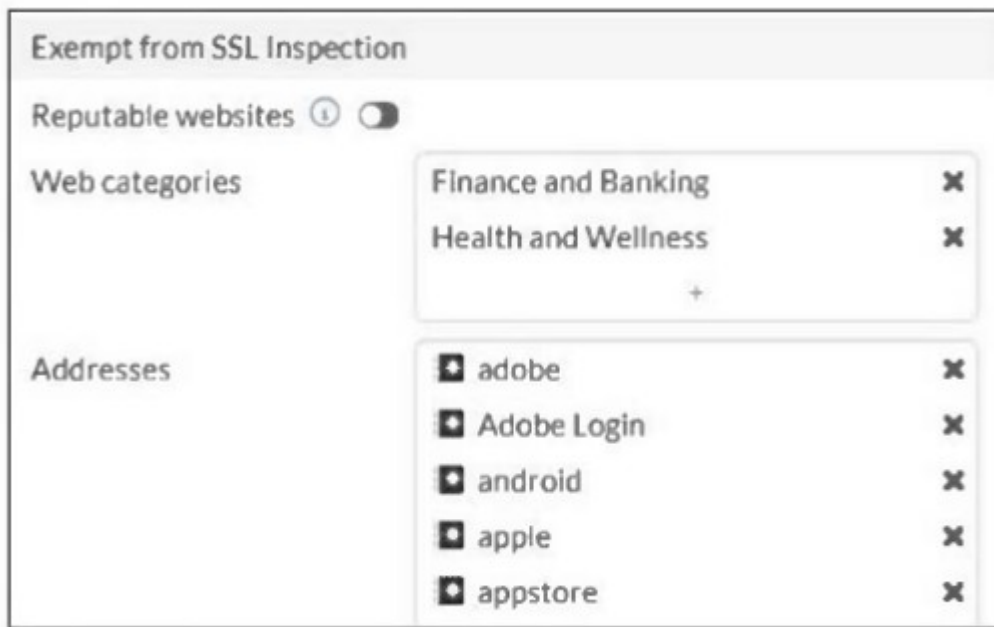 Exempt from SSL Inspection
Reputable websites
Web categories
Finance and Banking
Health and Wellness
+
Addresses
adobe
Adobe Login
android
apple
appstore